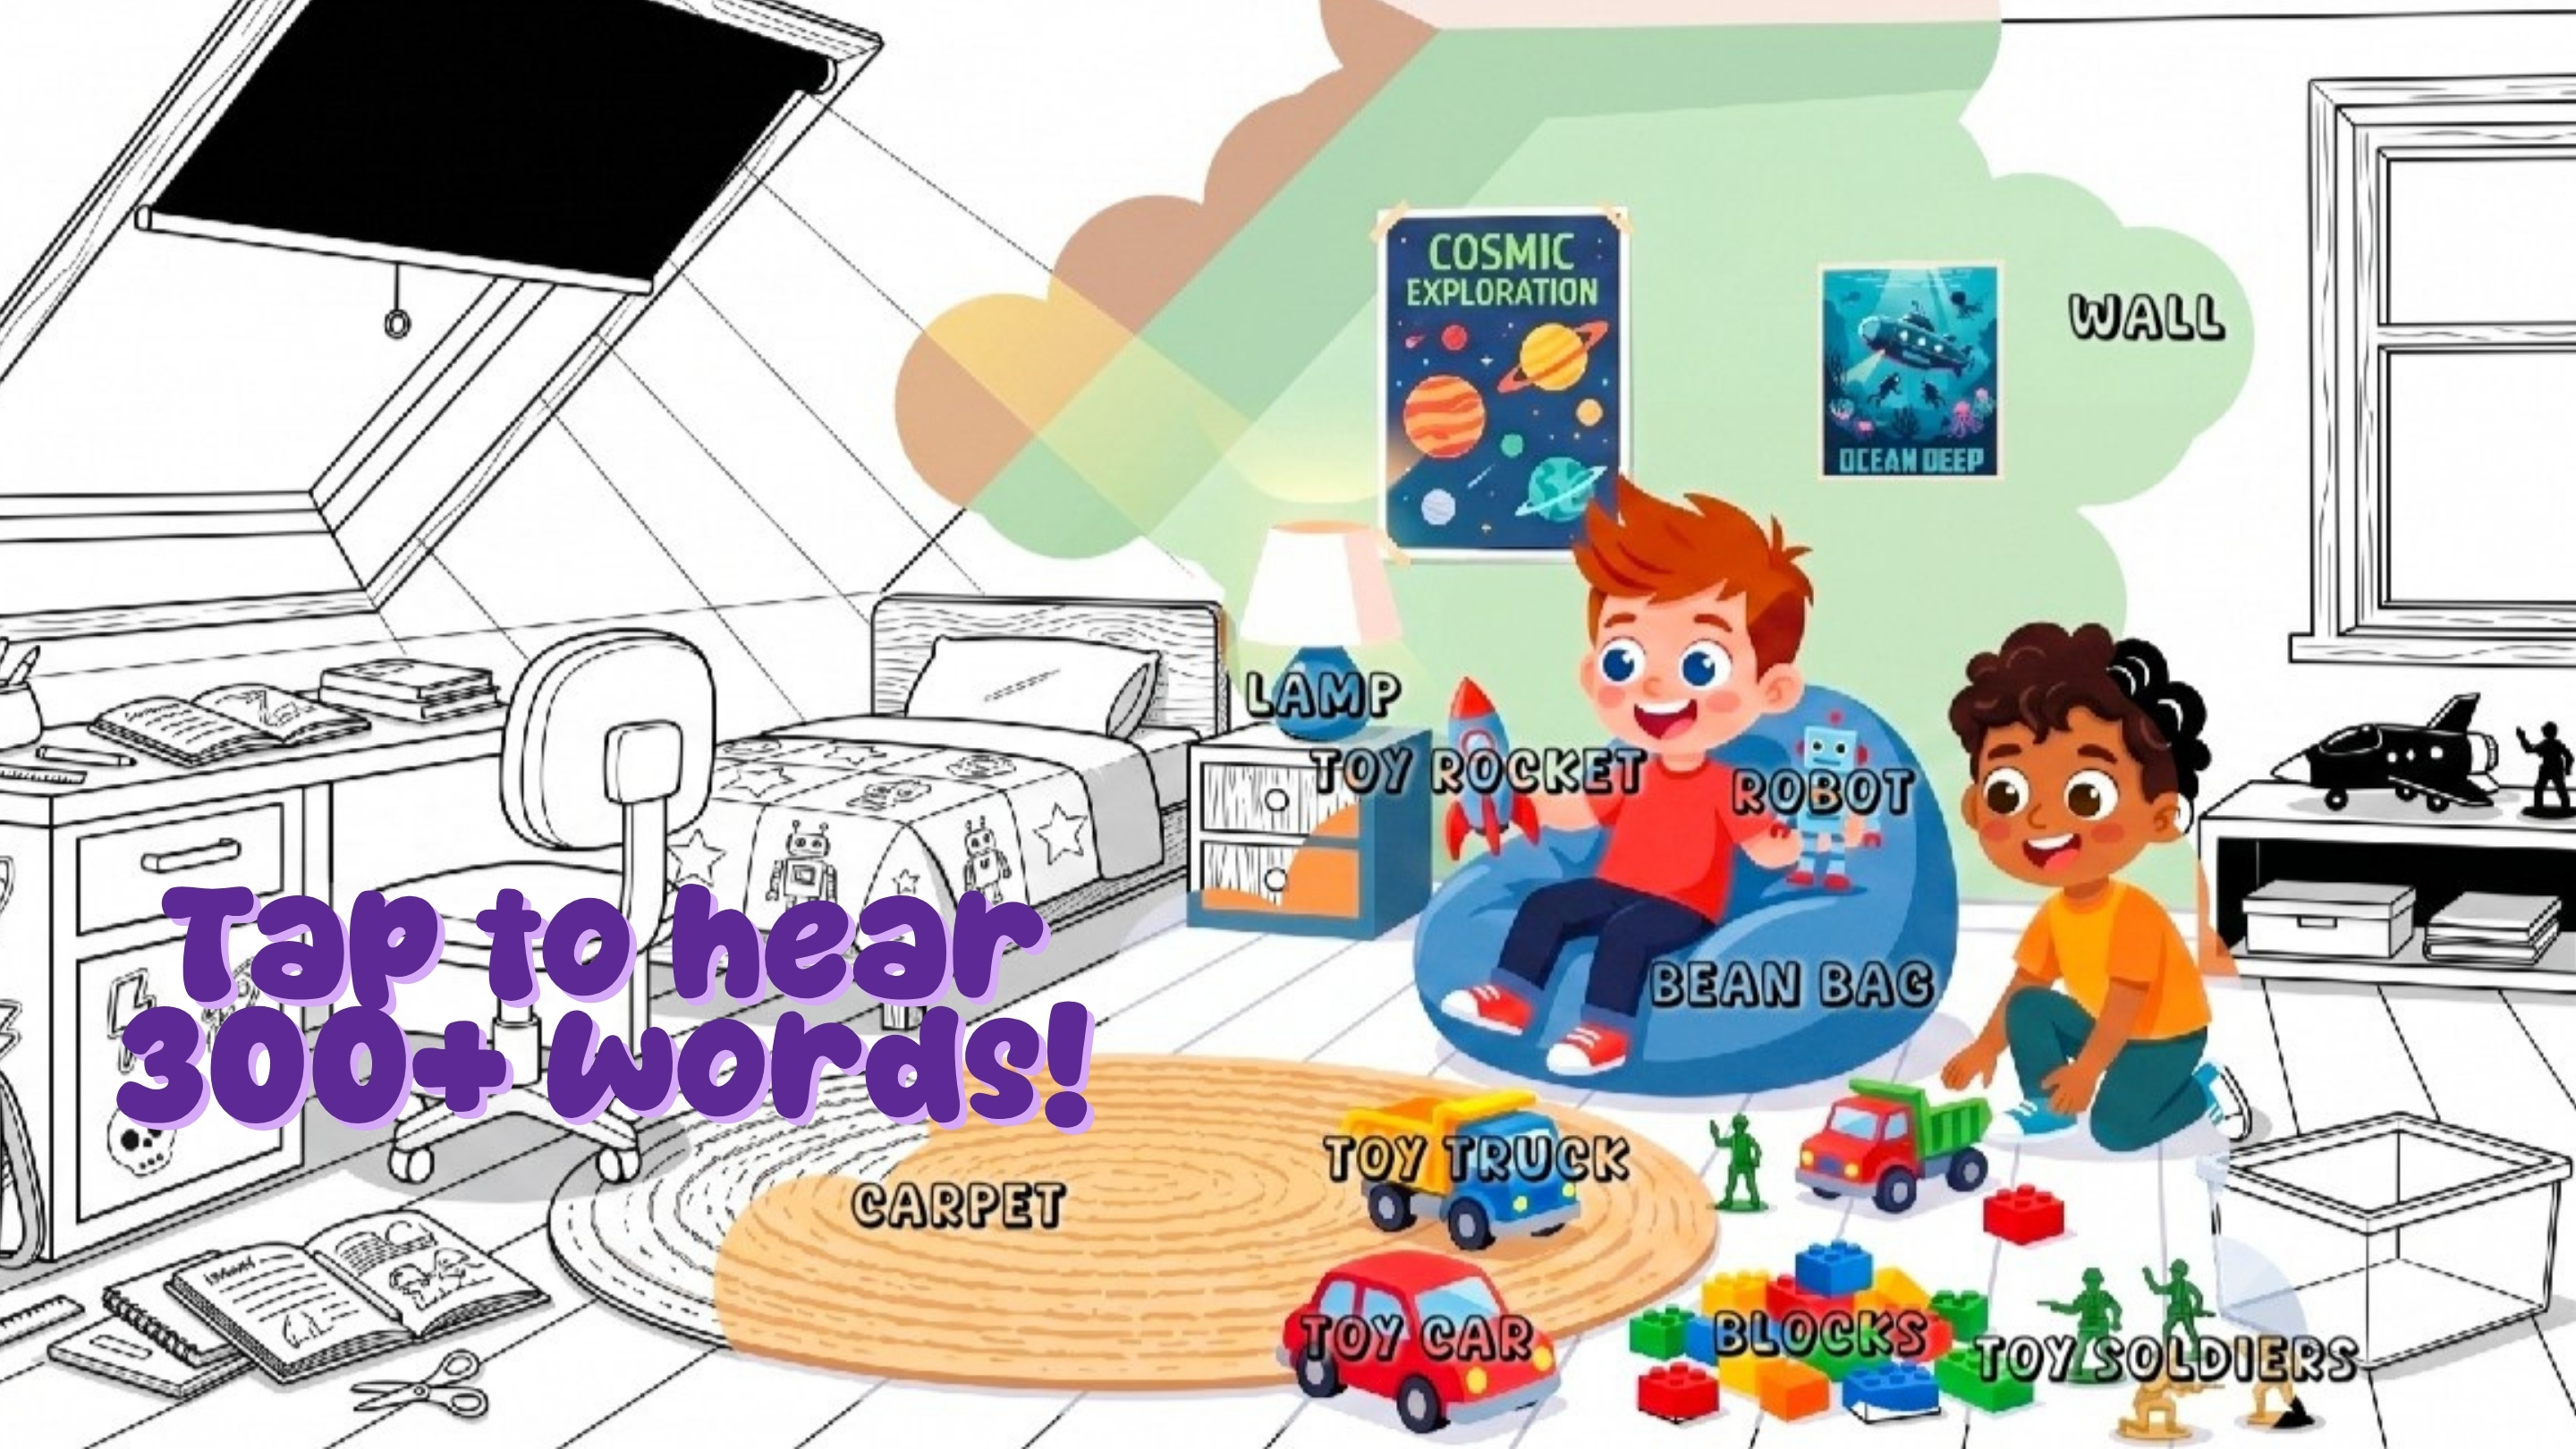 COSMIC
EXPLORATION
OCEAN DEEP
WALL
LAMP
TOY ROCKET
ROBOT
Tap to hear
300+ words!
BEAN BAG
TOY TRUCK
CARPET
TOY CAR
BLOCKS
TOY SOLDIERS